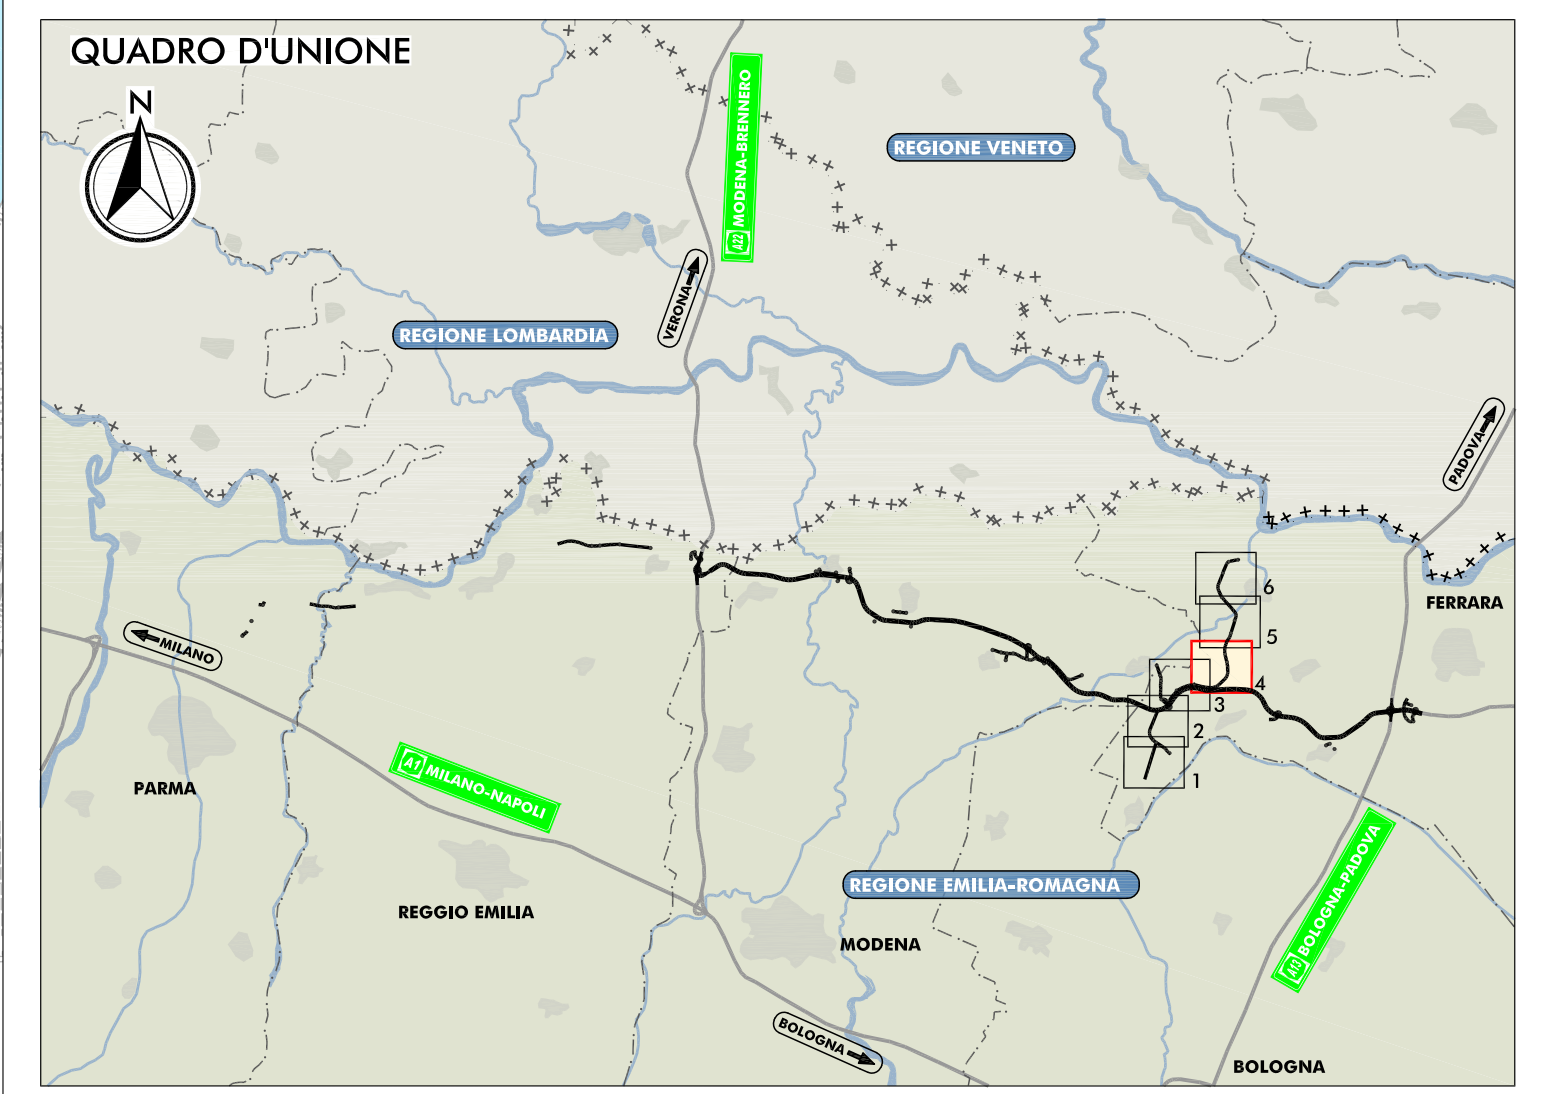 QUADRO D'UNIONE
N
A22 MODENA-BRENNERO
REGIONE VENETO
VERONA
REGIONE LOMBARDIA
PADOVA
6
FERRARA
5
MILANO
4
3
2
1
A1 MILANO-NAPOLI
PARMA
A13 BOLOGNA-PADOVA
REGIONE EMILIA-ROMAGNA
REGGIO EMILIA
MODENA
BOLOGNA
BOLOGNA